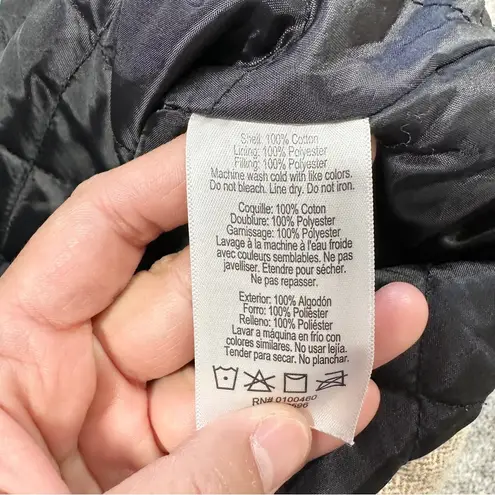 Shell: 100% Cotton
Lining: 100% Polyester
Filling: 100% Polyester
Machine wash cold with like colors.
Do not bleach. Line dry. Do not iron.
Coquille: 100% Coton
Doublure: 100% Polyester
Garnissage: 100% Polyester
Lavage à la machine à l'eau froide
avec couleurs semblables. Ne pas
javelliser. Étendre pour sécher.
Ne pas repasser.
Exterior: 100% Algodón
Forro: 100% Poliéster
Relleno: 100% Poliéster
Lavar a máquina en frío con
colores similares. No usar lejía.
Tender para secar. No planchar.
RN# 0100460